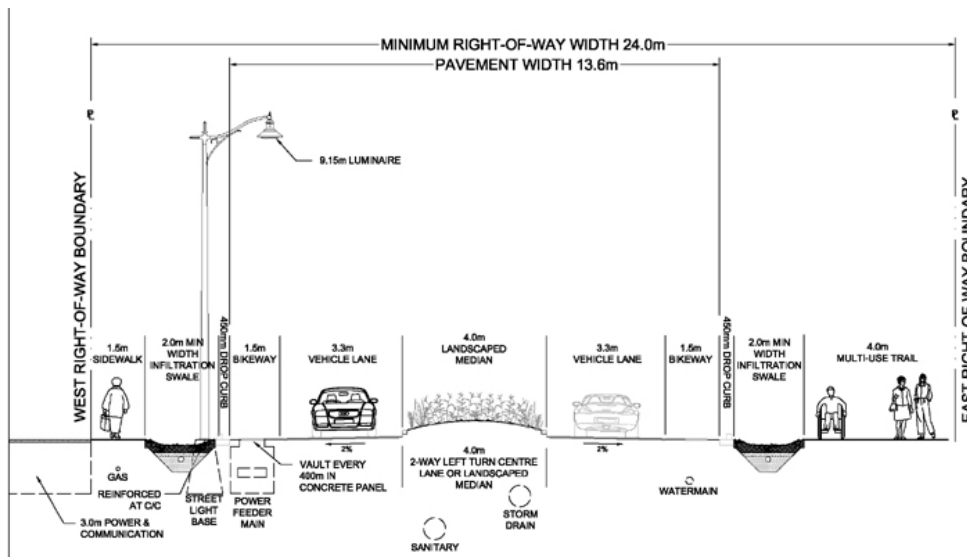 MINIMUM RIGHT-OF-WAY WIDTH 24.0m
PAVEMENT WIDTH 13.6m
9.15m LUMINAIRE
WEST RIGHT-OF-WAY BOUNDARY
EAST RIGHT-OF-WAY BOUNDARY
1.5m
SIDEWALK
2.0m MIN
WIDTH
INFILTRATION
SWALE
450mm DROP CURB
1.5m
BIKEWAY
3.3m
VEHICLE LANE
4.0m
LANDSCAPED
MEDIAN
3.3m
VEHICLE LANE
1.5m
BIKEWAY
450mm DROP CURB
2.0m MIN
WIDTH
INFILTRATION
SWALE
4.0m
MULTI-USE TRAIL
2%
2%
GAS
REINFORCED
AT C/C
3.0m POWER &
COMMUNICATION
STREET
LIGHT
BASE
POWER
FEEDER
MAIN
VAULT EVERY
400m IN
CONCRETE PANEL
4.0m
2-WAY LEFT TURN CENTRE
LANE OR LANDSCAPED
MEDIAN
SANITARY
STORM
DRAIN
WATERMAIN